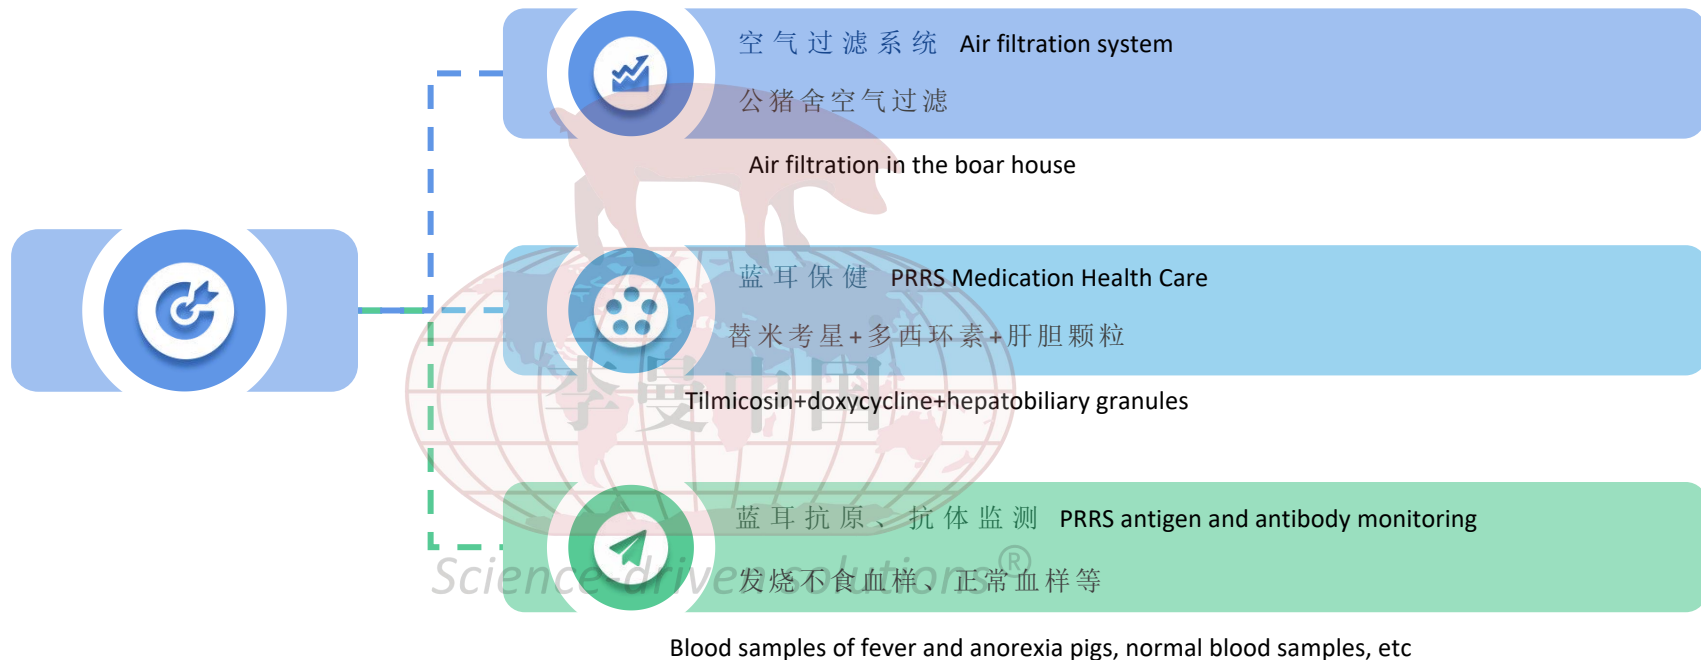 空气过滤系统 Air filtration system
公猪舍空气过滤
Air filtration in the boar house
蓝耳保健 PRRS Medication Health Care
替米考星+多西环素+肝胆颗粒
李曼中国
Tilmicosin+doxycycline+hepatobiliary granules
蓝耳抗原、抗体监测 PRRS antigen and antibody monitoring
Science-driven solutions®
发烧不食血样、正常血样等
Blood samples of fever and anorexia pigs, normal blood samples, etc